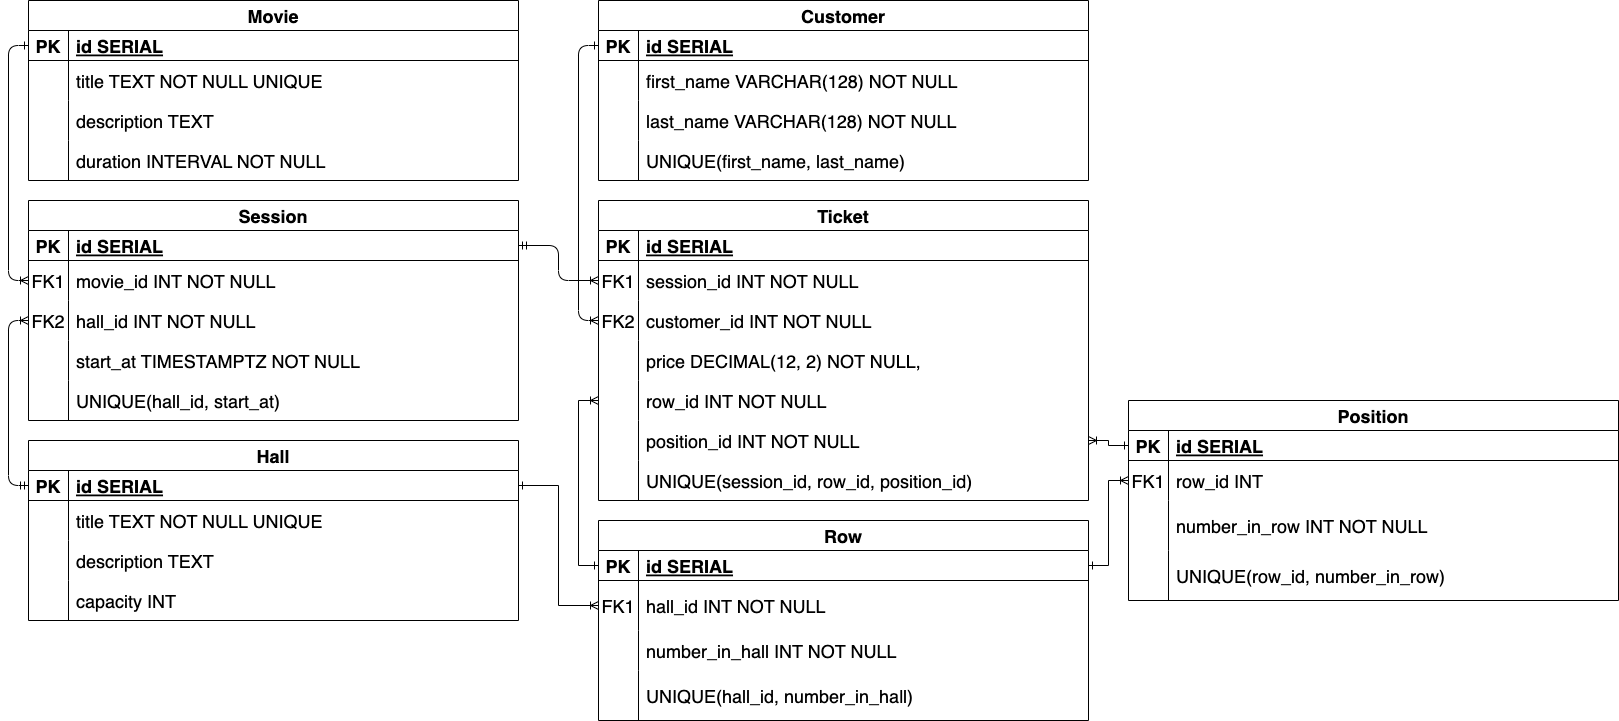 Movie
PK id SERIAL
title TEXT NOT NULL UNIQUE
description TEXT
duration INTERVAL NOT NULL
Customer
PK id SERIAL
first_name VARCHAR(128) NOT NULL
last_name VARCHAR(128) NOT NULL
UNIQUE(first_name, last_name)
Session
PK id SERIAL
FK1 movie_id INT NOT NULL
FK2 hall_id INT NOT NULL
start_at TIMESTAMPTZ NOT NULL
UNIQUE(hall_id, start_at)
Ticket
PK id SERIAL
FK1 session_id INT NOT NULL
FK2 customer_id INT NOT NULL
price DECIMAL(12, 2) NOT NULL,
row_id INT NOT NULL
position_id INT NOT NULL
UNIQUE(session_id, row_id, position_id)
Position
PK id SERIAL
FK1 row_id INT
number_in_row INT NOT NULL
UNIQUE(row_id, number_in_row)
Hall
PK id SERIAL
title TEXT NOT NULL UNIQUE
description TEXT
capacity INT
Row
PK id SERIAL
FK1 hall_id INT NOT NULL
number_in_hall INT NOT NULL
UNIQUE(hall_id, number_in_hall)